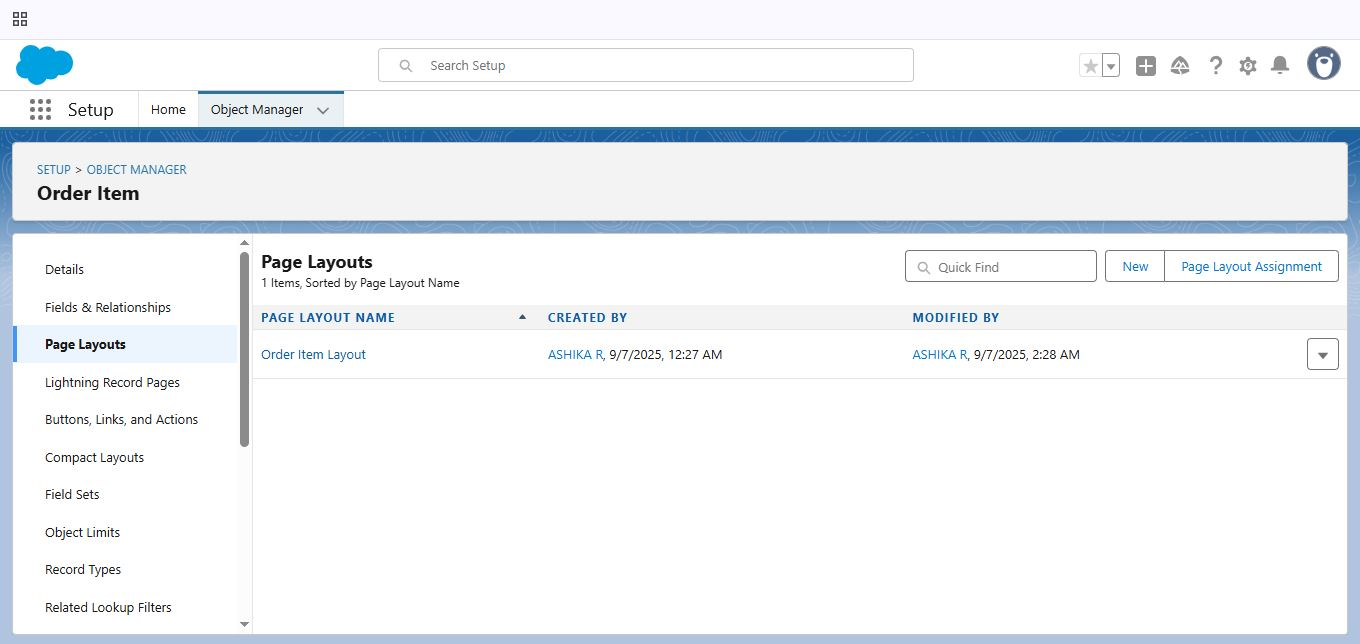 Search Setup
Setup
Home
Object Manager
SETUP > OBJECT MANAGER
Order Item
Details
Fields & Relationships
Page Layouts
Lightning Record Pages
Buttons, Links, and Actions
Compact Layouts
Field Sets
Object Limits
Record Types
Related Lookup Filters
Page Layouts
1 Items, Sorted by Page Layout Name
Quick Find
New
Page Layout Assignment
PAGE LAYOUT NAME CREATED BY MODIFIED BY
Order Item Layout ASHIKA R, 9/7/2025, 12:27 AM ASHIKA R, 9/7/2025, 2:28 AM